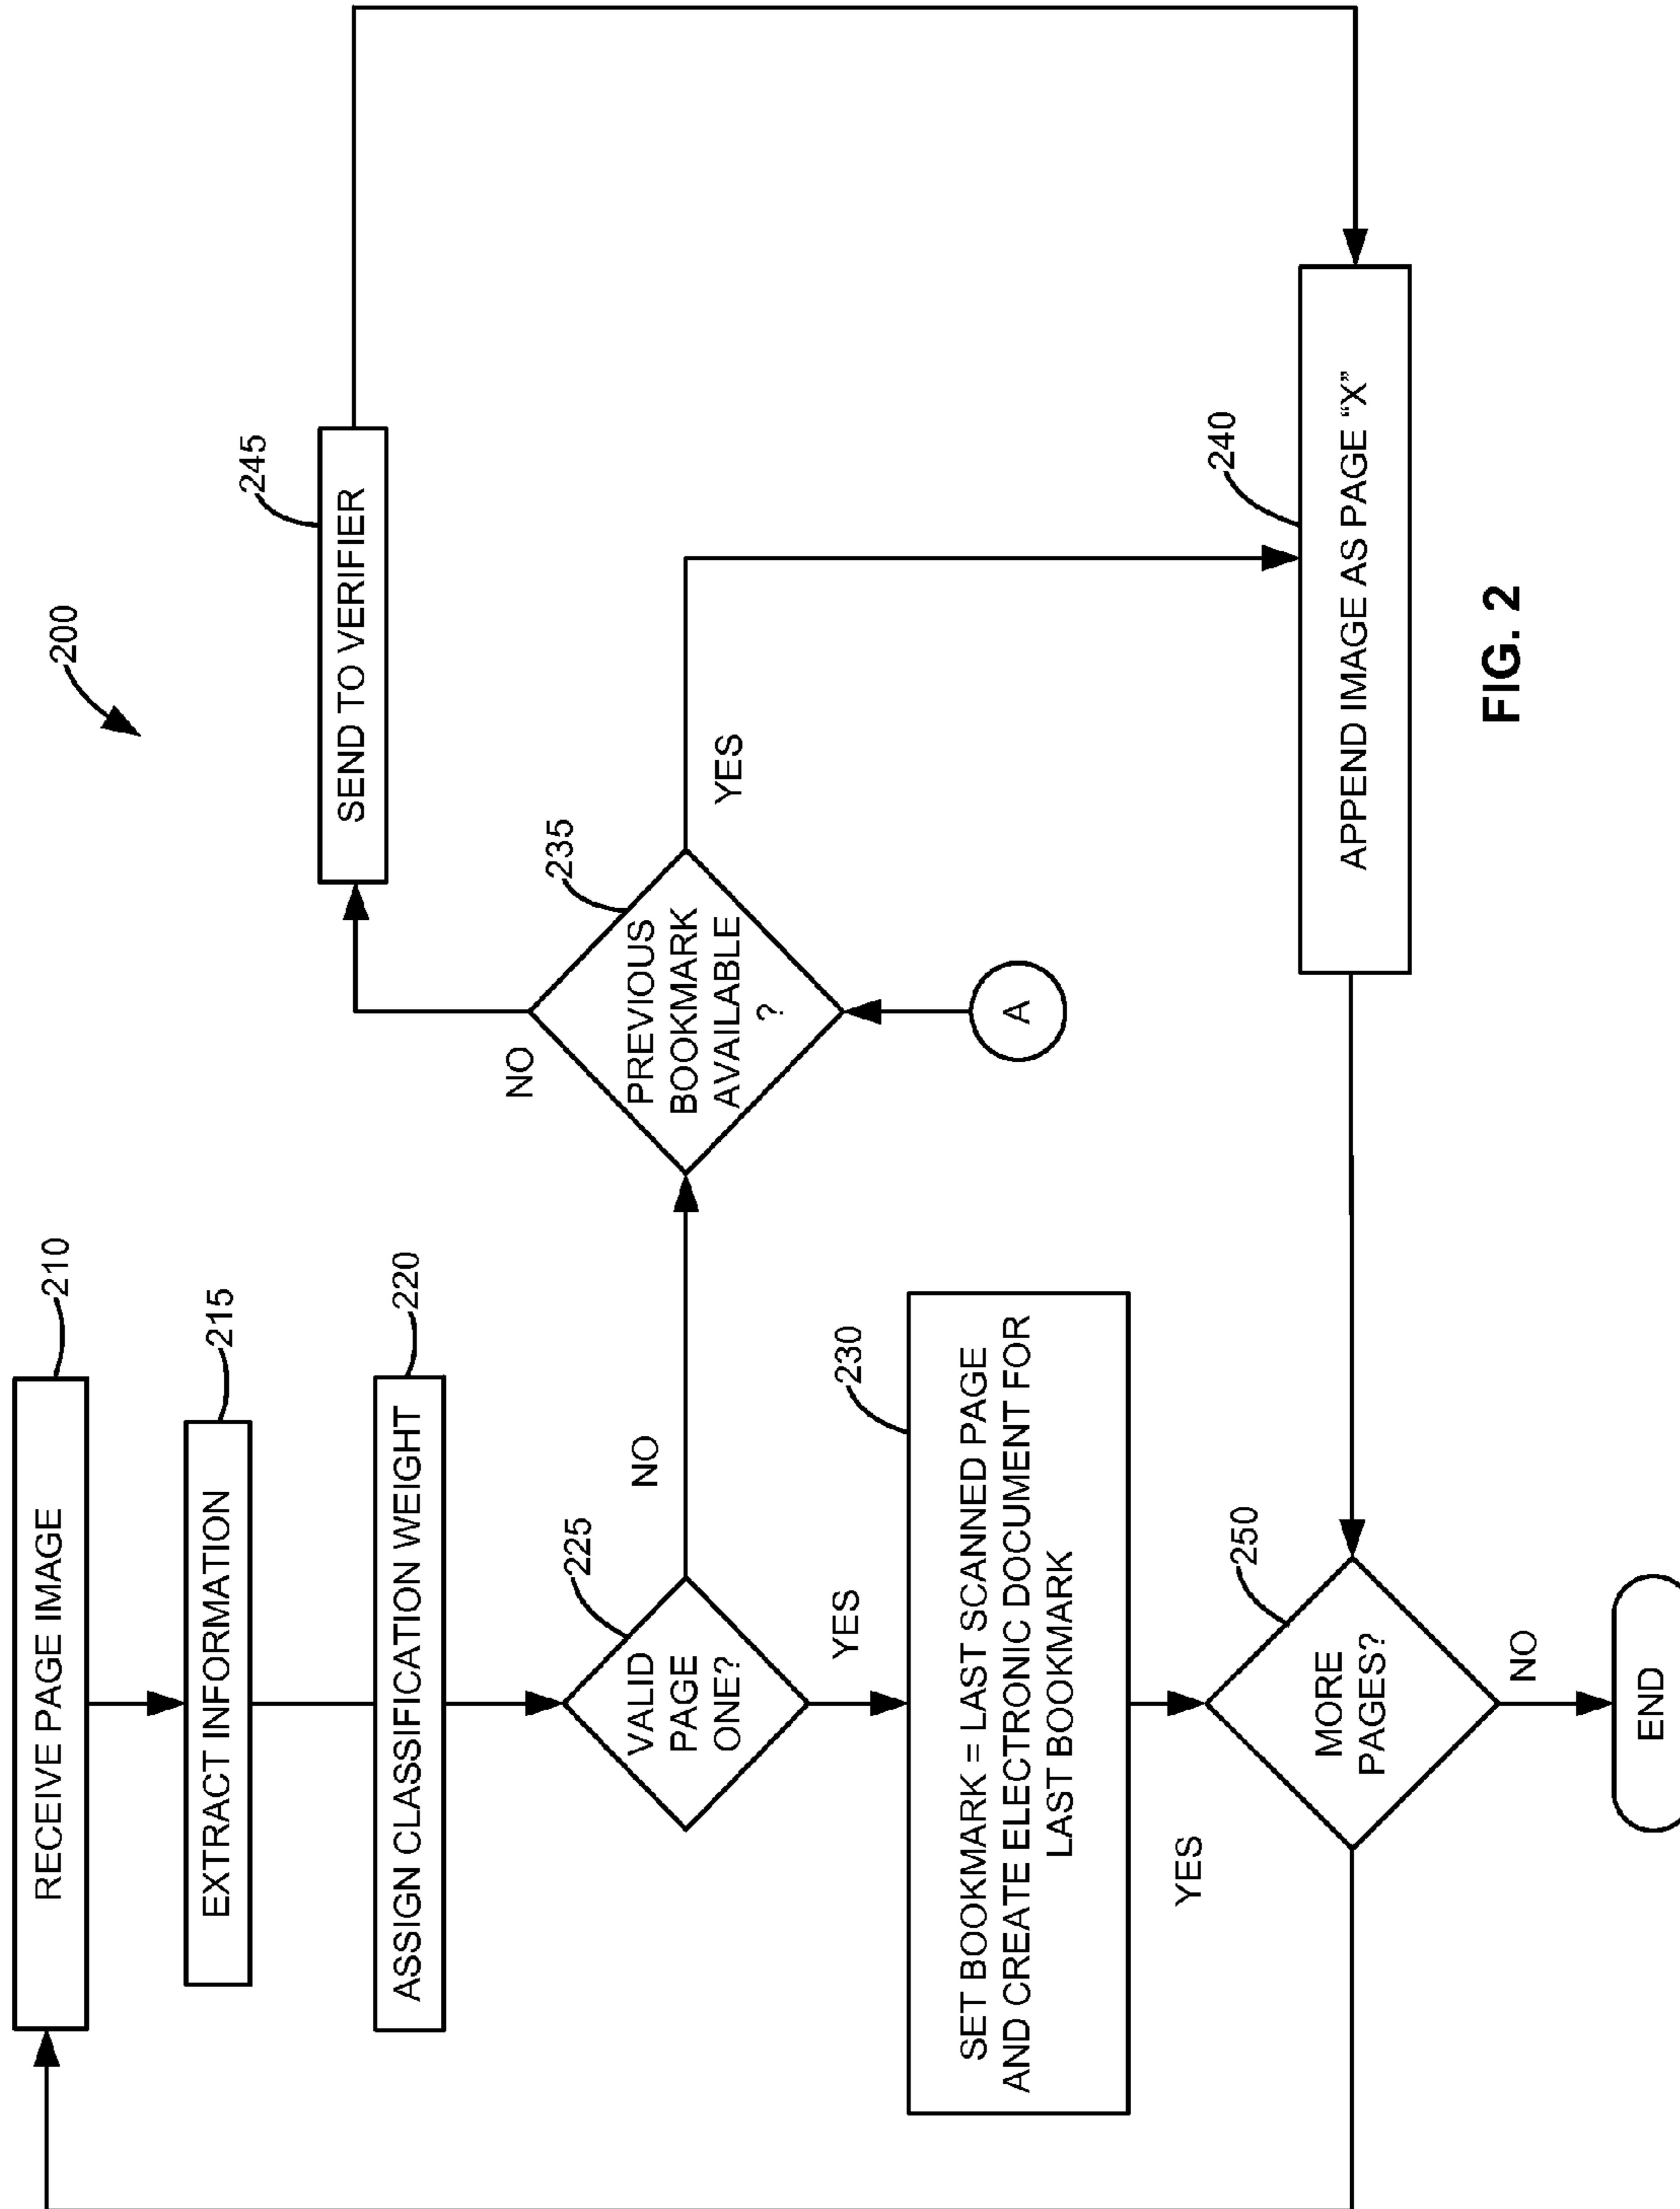 200
RECEIVE PAGE IMAGE
210
EXTRACT INFORMATION
215
ASSIGN CLASSIFICATION WEIGHT
220
VALID
PAGE
ONE?
225
NO
YES
SET BOOKMARK = LAST SCANNED PAGE
AND CREATE ELECTRONIC DOCUMENT FOR
LAST BOOKMARK
230
PREVIOUS
BOOKMARK
AVAILABLE
?
235
NO
YES
A
SEND TO VERIFIER
245
APPEND IMAGE AS PAGE “X”
240
MORE
PAGES?
250
YES
NO
END
FIG. 2